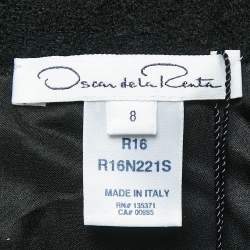 Oscar de la Renta
8
R16
R16N221S
MADE IN ITALY
RN# 135371
CA# 00885